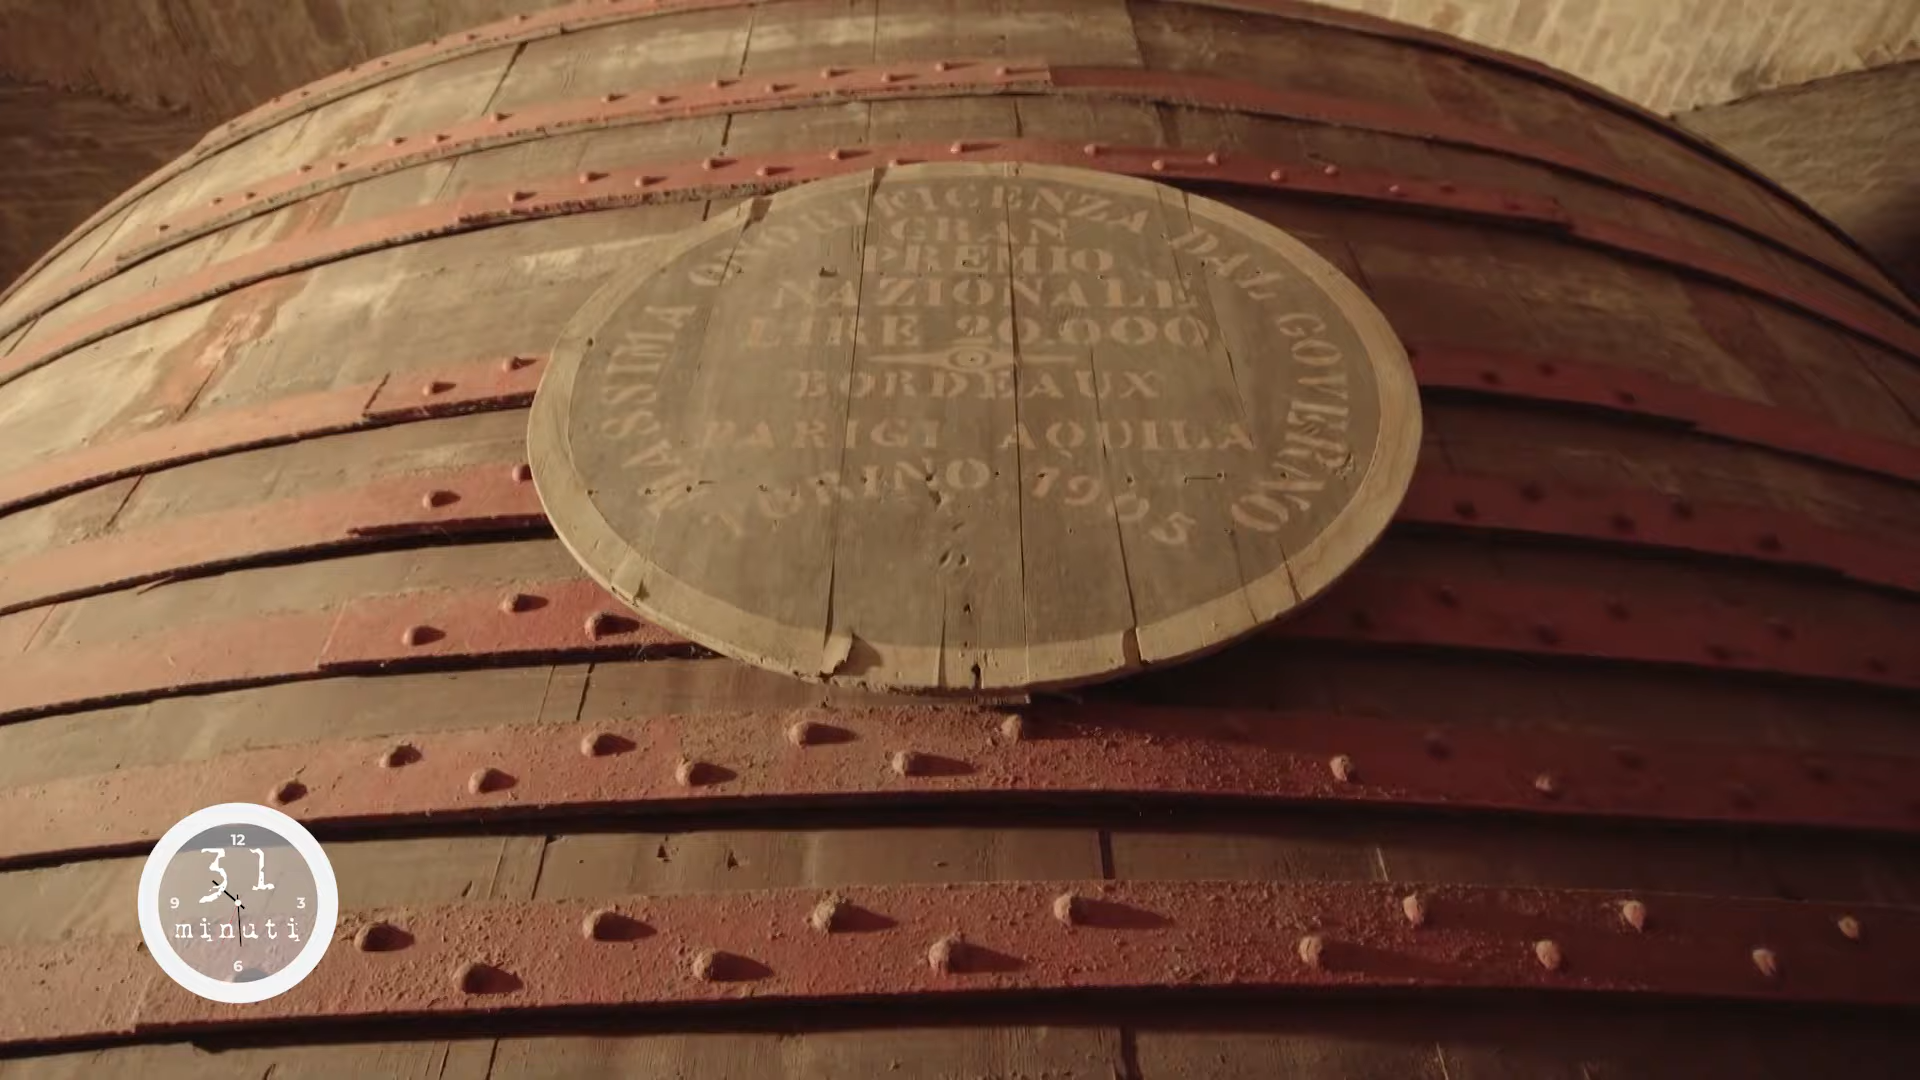 MASSIMA ONORIFICENZA DAL GOVERNO
GRAN
PREMIO
NAZIONALE
LIRE 20.000
BORDEAUX
PARIGI AQUILA
TORINO 1905
12
31
9 3
minuti
6